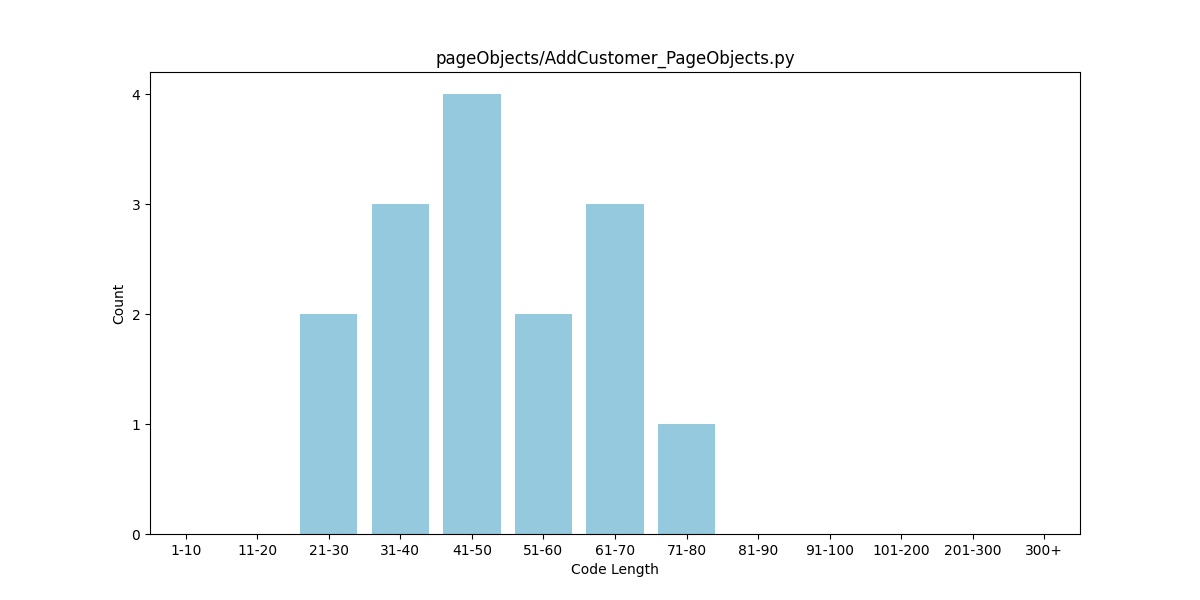 pageObjects/AddCustomer_PageObjects.py
4
3
2
1
0
Count
1-10 11-20 21-30 31-40 41-50 51-60 61-70 71-80 81-90 91-100 101-200 201-300 300+
Code Length